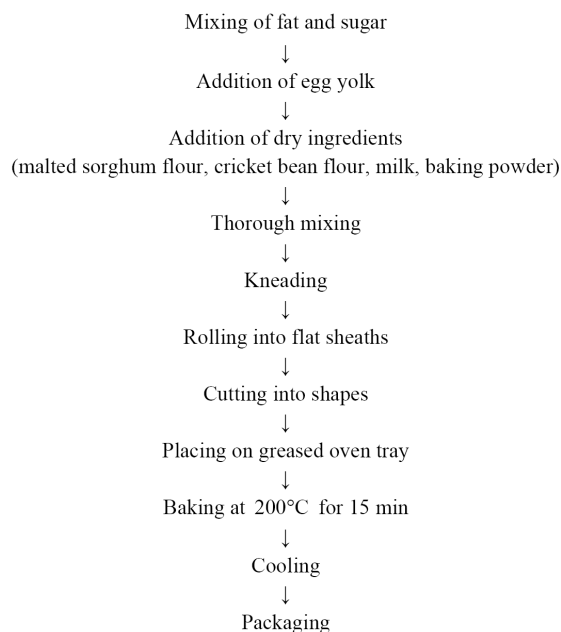 Mixing of fat and sugar
↓
Addition of egg yolk
↓
Addition of dry ingredients
(malted sorghum flour, cricket bean flour, milk, baking powder)
↓
Thorough mixing
↓
Kneading
↓
Rolling into flat sheaths
↓
Cutting into shapes
↓
Placing on greased oven tray
↓
Baking at 200°C for 15 min
↓
Cooling
↓
Packaging